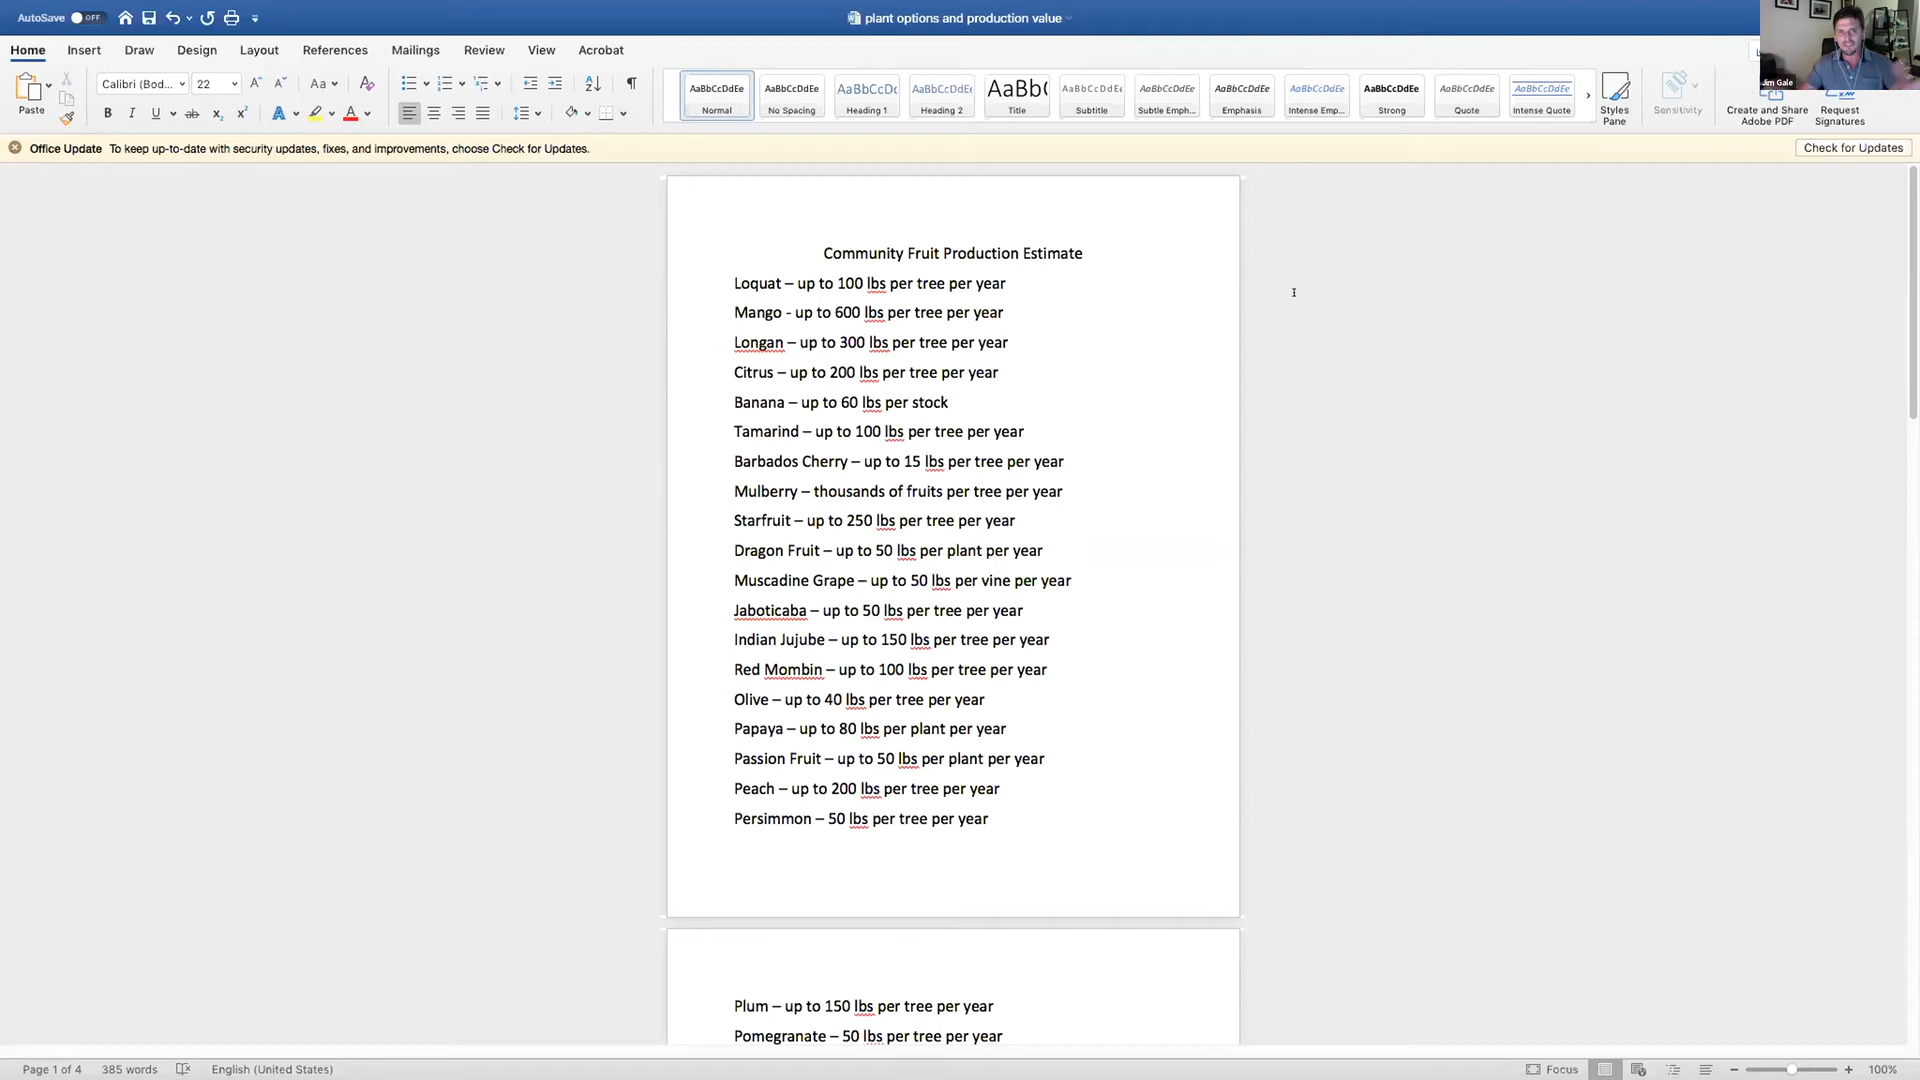 AutoSave OFF
plant options and production value
Home Insert Draw Design Layout References Mailings Review View Acrobat
Jim Gale
Paste
Calibri (Bod... 22
AaBbCcDdEe Normal
AaBbCcDdEe No Spacing
AaBbCcDc Heading 1
AaBbCcDdE Heading 2
AaBb( Title
AaBbCcDdE Subtitle
AaBbCcDdEe Subtle Emph...
AaBbCcDdEe Emphasis
AaBbCcDdEe Intense Emp...
AaBbCcDdEe Strong
AaBbCcDdEe Quote
AaBbCcDdEe Intense Quote
Styles Pane
Sensitivity
Create and Share Adobe PDF
Request Signatures
Office Update To keep up-to-date with security updates, fixes, and improvements, choose Check for Updates.
Check for Updates
Community Fruit Production Estimate
Loquat – up to 100 lbs per tree per year
Mango - up to 600 lbs per tree per year
Longan – up to 300 lbs per tree per year
Citrus – up to 200 lbs per tree per year
Banana – up to 60 lbs per stock
Tamarind – up to 100 lbs per tree per year
Barbados Cherry – up to 15 lbs per tree per year
Mulberry – thousands of fruits per tree per year
Starfruit – up to 250 lbs per tree per year
Dragon Fruit – up to 50 lbs per plant per year
Muscadine Grape – up to 50 lbs per vine per year
Jaboticaba – up to 50 lbs per tree per year
Indian Jujube – up to 150 lbs per tree per year
Red Mombin – up to 100 lbs per tree per year
Olive – up to 40 lbs per tree per year
Papaya – up to 80 lbs per plant per year
Passion Fruit – up to 50 lbs per plant per year
Peach – up to 200 lbs per tree per year
Persimmon – 50 lbs per tree per year
Plum – up to 150 lbs per tree per year
Pomegranate – 50 lbs per tree per year
Page 1 of 4 385 words English (United States) Focus 100%